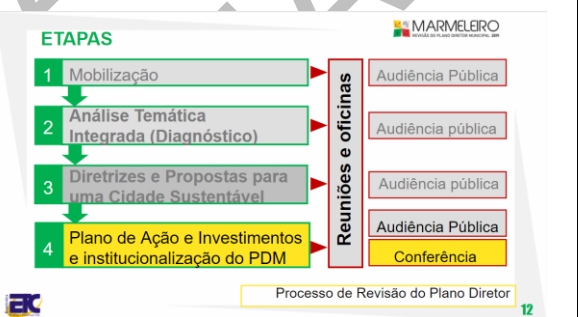 MARMELEIRO
REVISÃO DE PLANO DIRETOR MUNICIPAL 2019
ETAPAS
1 Mobilização
Audiência Pública
2 Análise Temática
Integrada (Diagnóstico)
Audiência pública
3 Diretrizes e Propostas para
uma Cidade Sustentável
Audiência pública
4 Plano de Ação e Investimentos
e institucionalização do PDM
Reuniões e oficinas
Audiência Pública
Conferência
Processo de Revisão do Plano Diretor
12